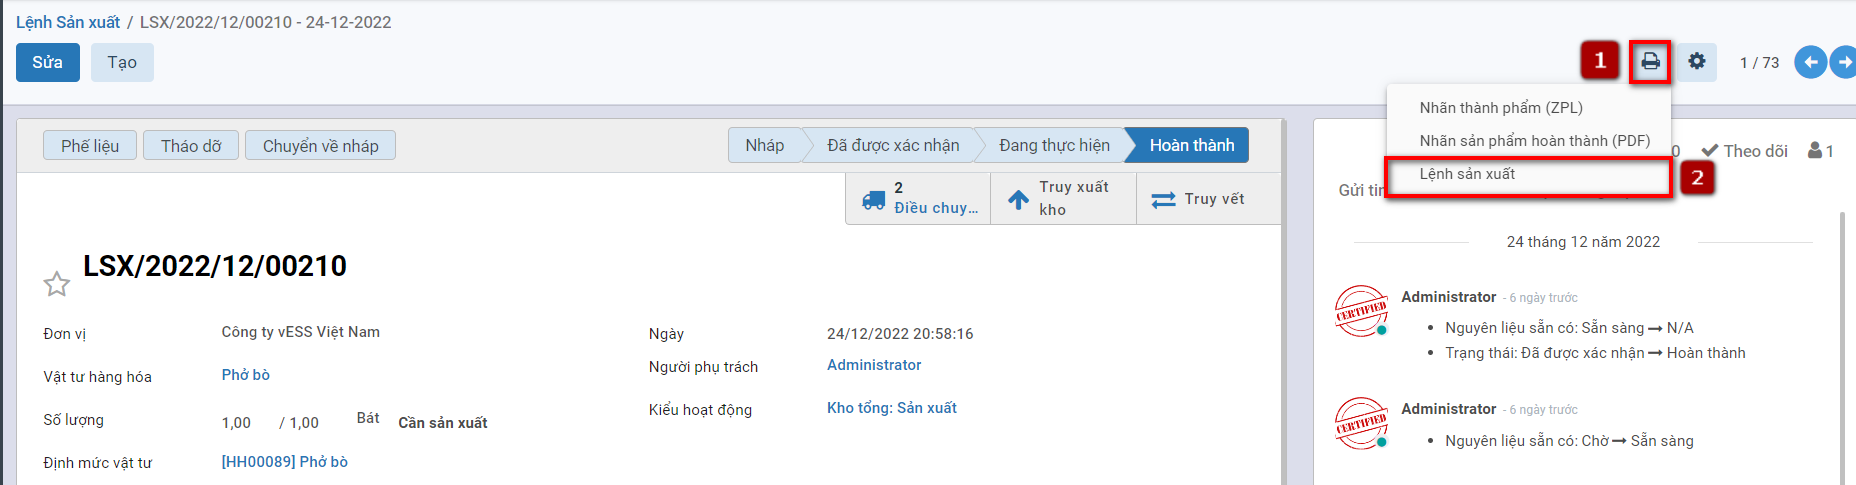 Lệnh Sản xuất / LSX/2022/12/00210 - 24-12-2022
Sửa
Tạo
1
1 / 73
Nhãn thành phẩm (ZPL)
Nhãn sản phẩm hoàn thành (PDF)
Lệnh sản xuất
2
Phế liệu
Tháo dỡ
Chuyển về nháp
Nháp
Đã được xác nhận
Đang thực hiện
Hoàn thành
0
Theo dõi
1
Gửi tin
2
Điều chuy...
Truy xuất
kho
Truy vết
24 tháng 12 năm 2022
LSX/2022/12/00210
Đơn vị
Công ty vESS Việt Nam
Ngày
24/12/2022 20:58:16
Vật tư hàng hóa
Phở bò
Người phụ trách
Administrator
Số lượng
1,00 / 1,00 Bát Cần sản xuất
Kiểu hoạt động
Kho tổng: Sản xuất
Định mức vật tư
[HH00089] Phở bò
CERTIFIED
Administrator - 6 ngày trước
• Nguyên liệu sẵn có: Sẵn sàng → N/A
• Trạng thái: Đã được xác nhận → Hoàn thành
CERTIFIED
Administrator - 6 ngày trước
• Nguyên liệu sẵn có: Chờ → Sẵn sàng